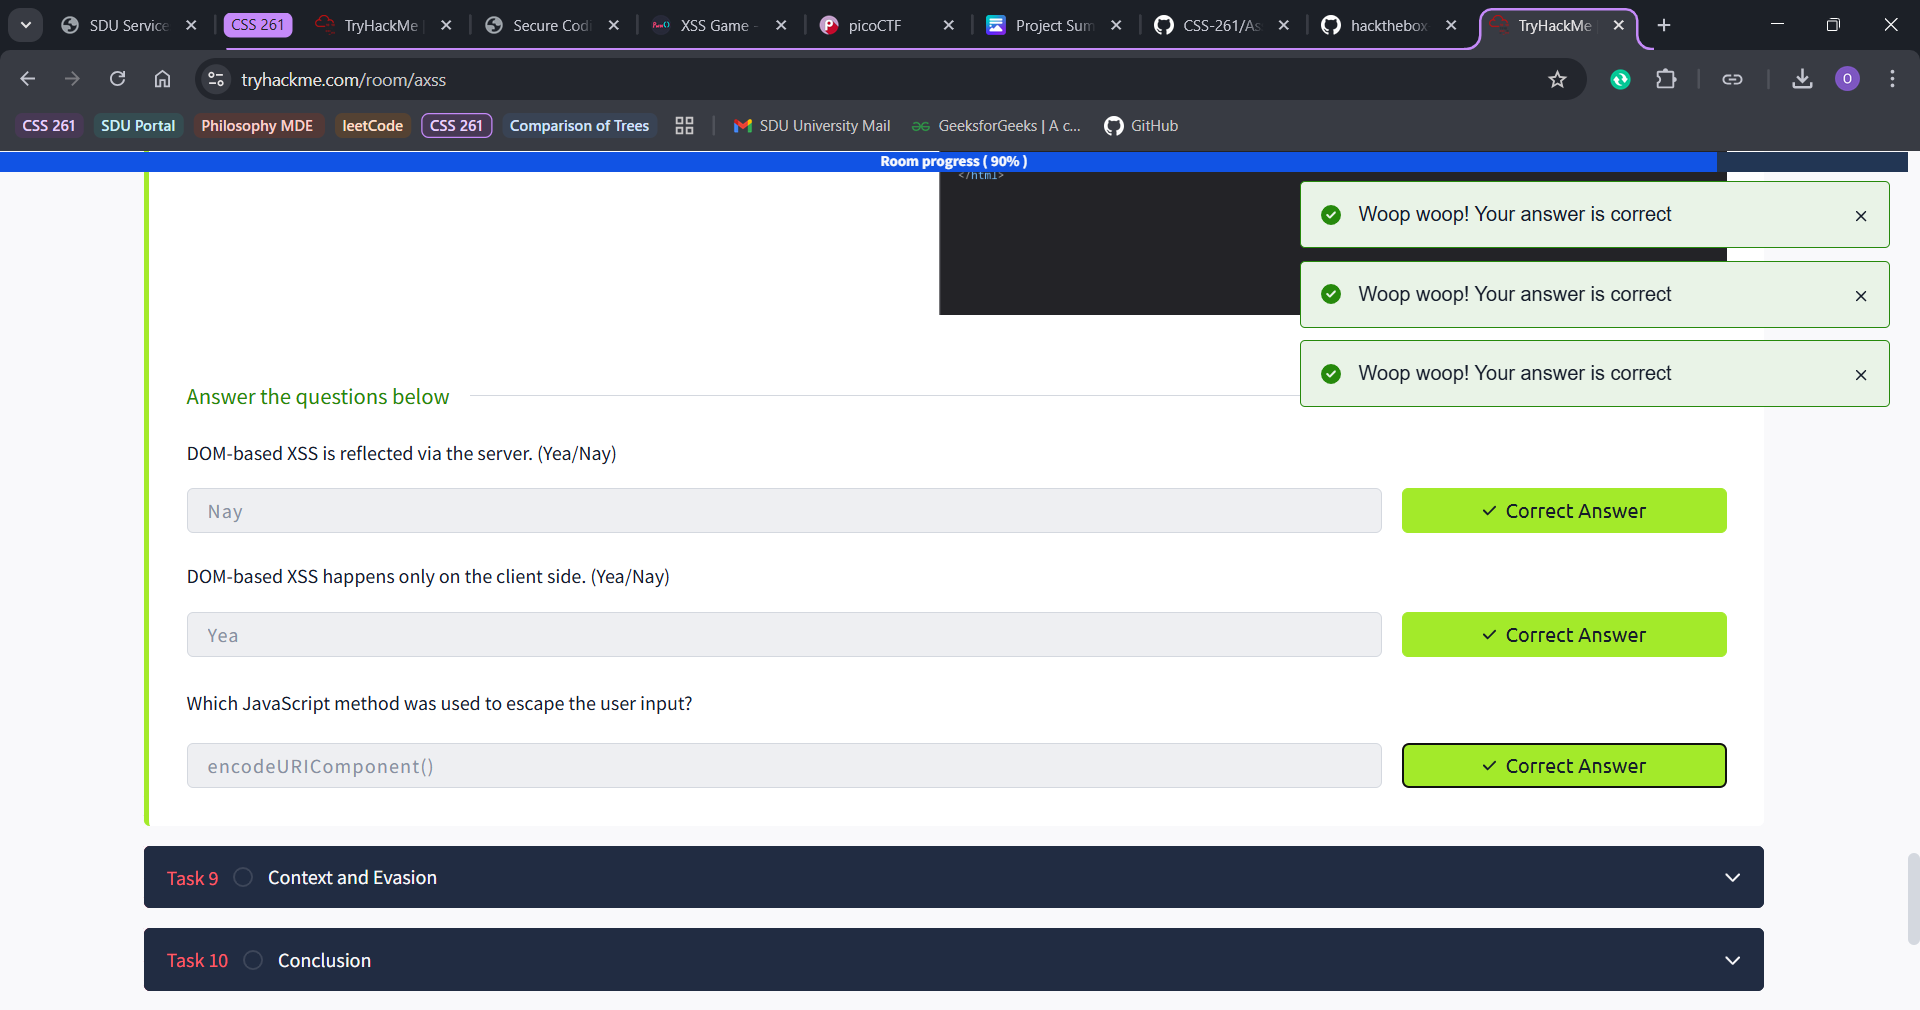 SDU Service
CSS 261
TryHackMe
Secure Codi
XSS Game -
picoCTF
Project Sum
CSS-261/As
hackthebox
TryHackMe
tryhackme.com/room/axss
O
CSS 261
SDU Portal
Philosophy MDE
leetCode
CSS 261
Comparison of Trees
SDU University Mail
GeeksforGeeks | A c...
GitHub
Room progress ( 90% )
</html>
Woop woop! Your answer is correct
Woop woop! Your answer is correct
Woop woop! Your answer is correct
Answer the questions below
DOM-based XSS is reflected via the server. (Yea/Nay)
Nay
Correct Answer
DOM-based XSS happens only on the client side. (Yea/Nay)
Yea
Correct Answer
Which JavaScript method was used to escape the user input?
encodeURIComponent()
Correct Answer
Task 9
Context and Evasion
Task 10
Conclusion